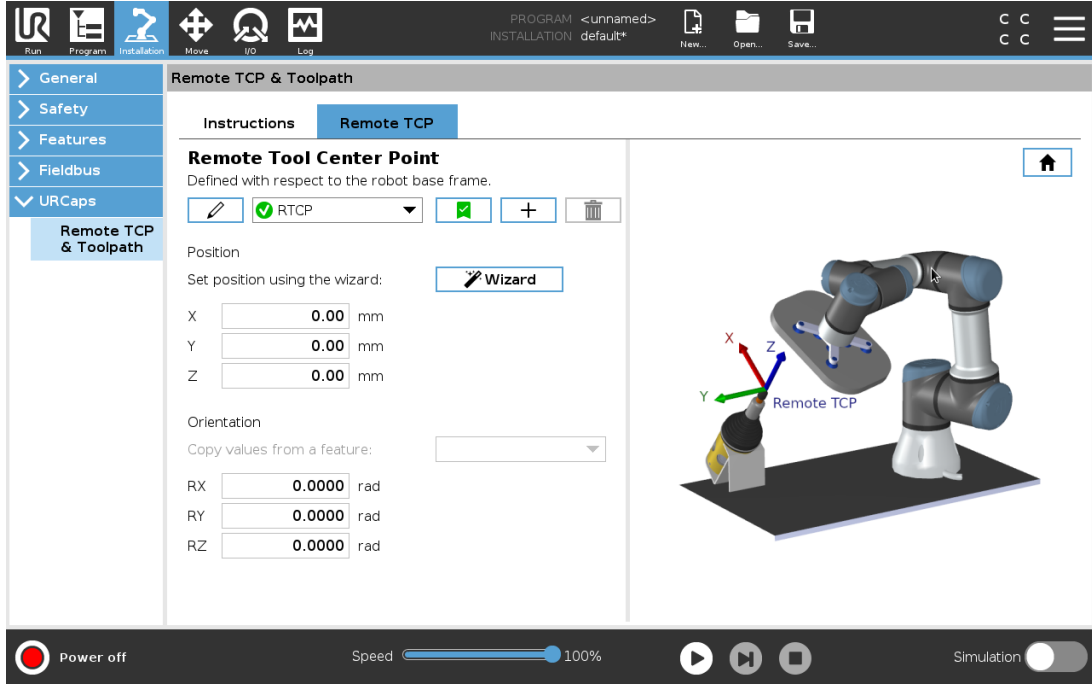 UR
Run
Program
Installation
Move
I/O
Log
PROGRAM <unnamed>
INSTALLATION default*
New...
Open...
Save...
C C
C C
General
Safety
Features
Fieldbus
URCaps
Remote TCP
& Toolpath
Remote TCP & Toolpath
Instructions
Remote TCP
Remote Tool Center Point
Defined with respect to the robot base frame.
RTCP
Position
Set position using the wizard:
Wizard
X 0.00 mm
Y 0.00 mm
Z 0.00 mm
Orientation
Copy values from a feature:
RX 0.0000 rad
RY 0.0000 rad
RZ 0.0000 rad
X
Z
Y
Remote TCP
Power off
Speed 100%
Simulation